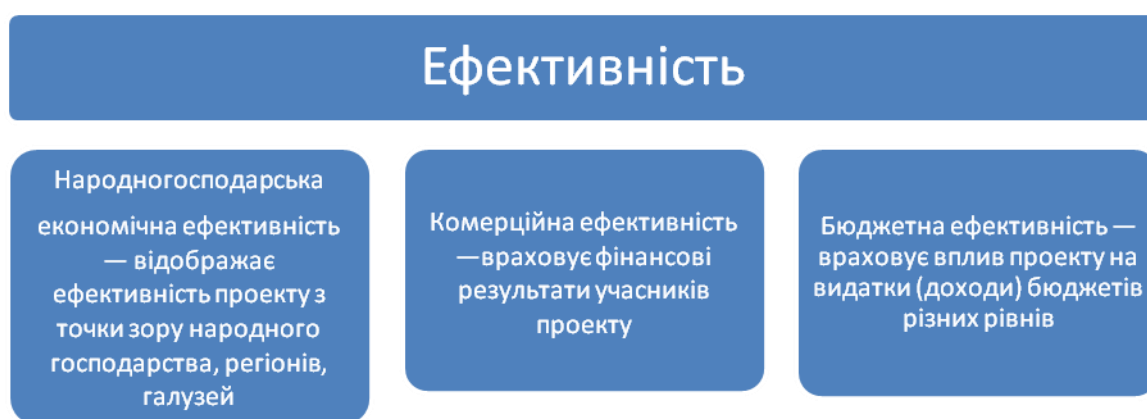 Ефективність
Народногосподарська
економічна ефективність
— відображає
ефективність проекту з
точки зору народного
господарства, регіонів,
галузей
Комерційна ефективність
—враховує фінансові
результати учасників
проекту
Бюджетна ефективність —
враховує вплив проекту на
видатки (доходи) бюджетів
різних рівнів